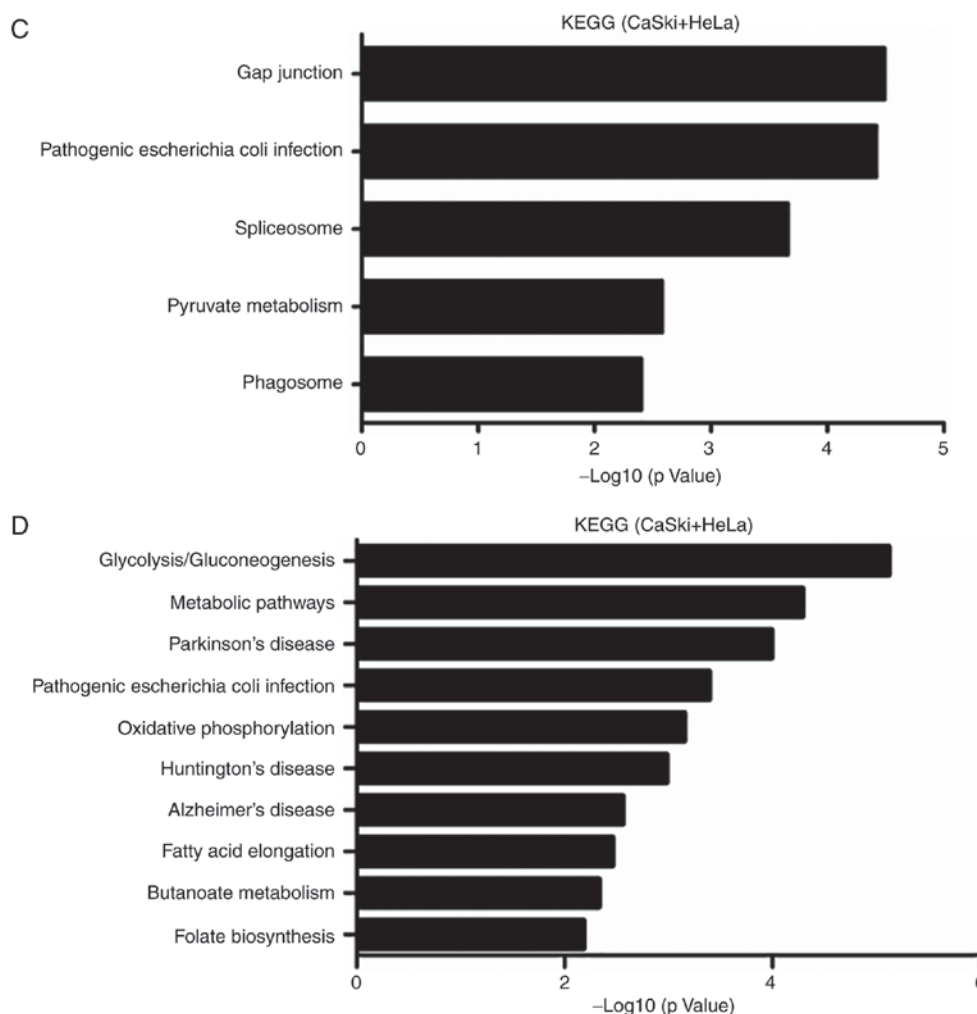 C
KEGG (CaSki+HeLa)
Gap junction
Pathogenic escherichia coli infection
Spliceosome
Pyruvate metabolism
Phagosome
0 1 2 3 4 5
–Log10 (p Value)
D
KEGG (CaSki+HeLa)
Glycolysis/Gluconeogenesis
Metabolic pathways
Parkinson's disease
Pathogenic escherichia coli infection
Oxidative phosphorylation
Huntington's disease
Alzheimer's disease
Fatty acid elongation
Butanoate metabolism
Folate biosynthesis
0 2 4 6
–Log10 (p Value)